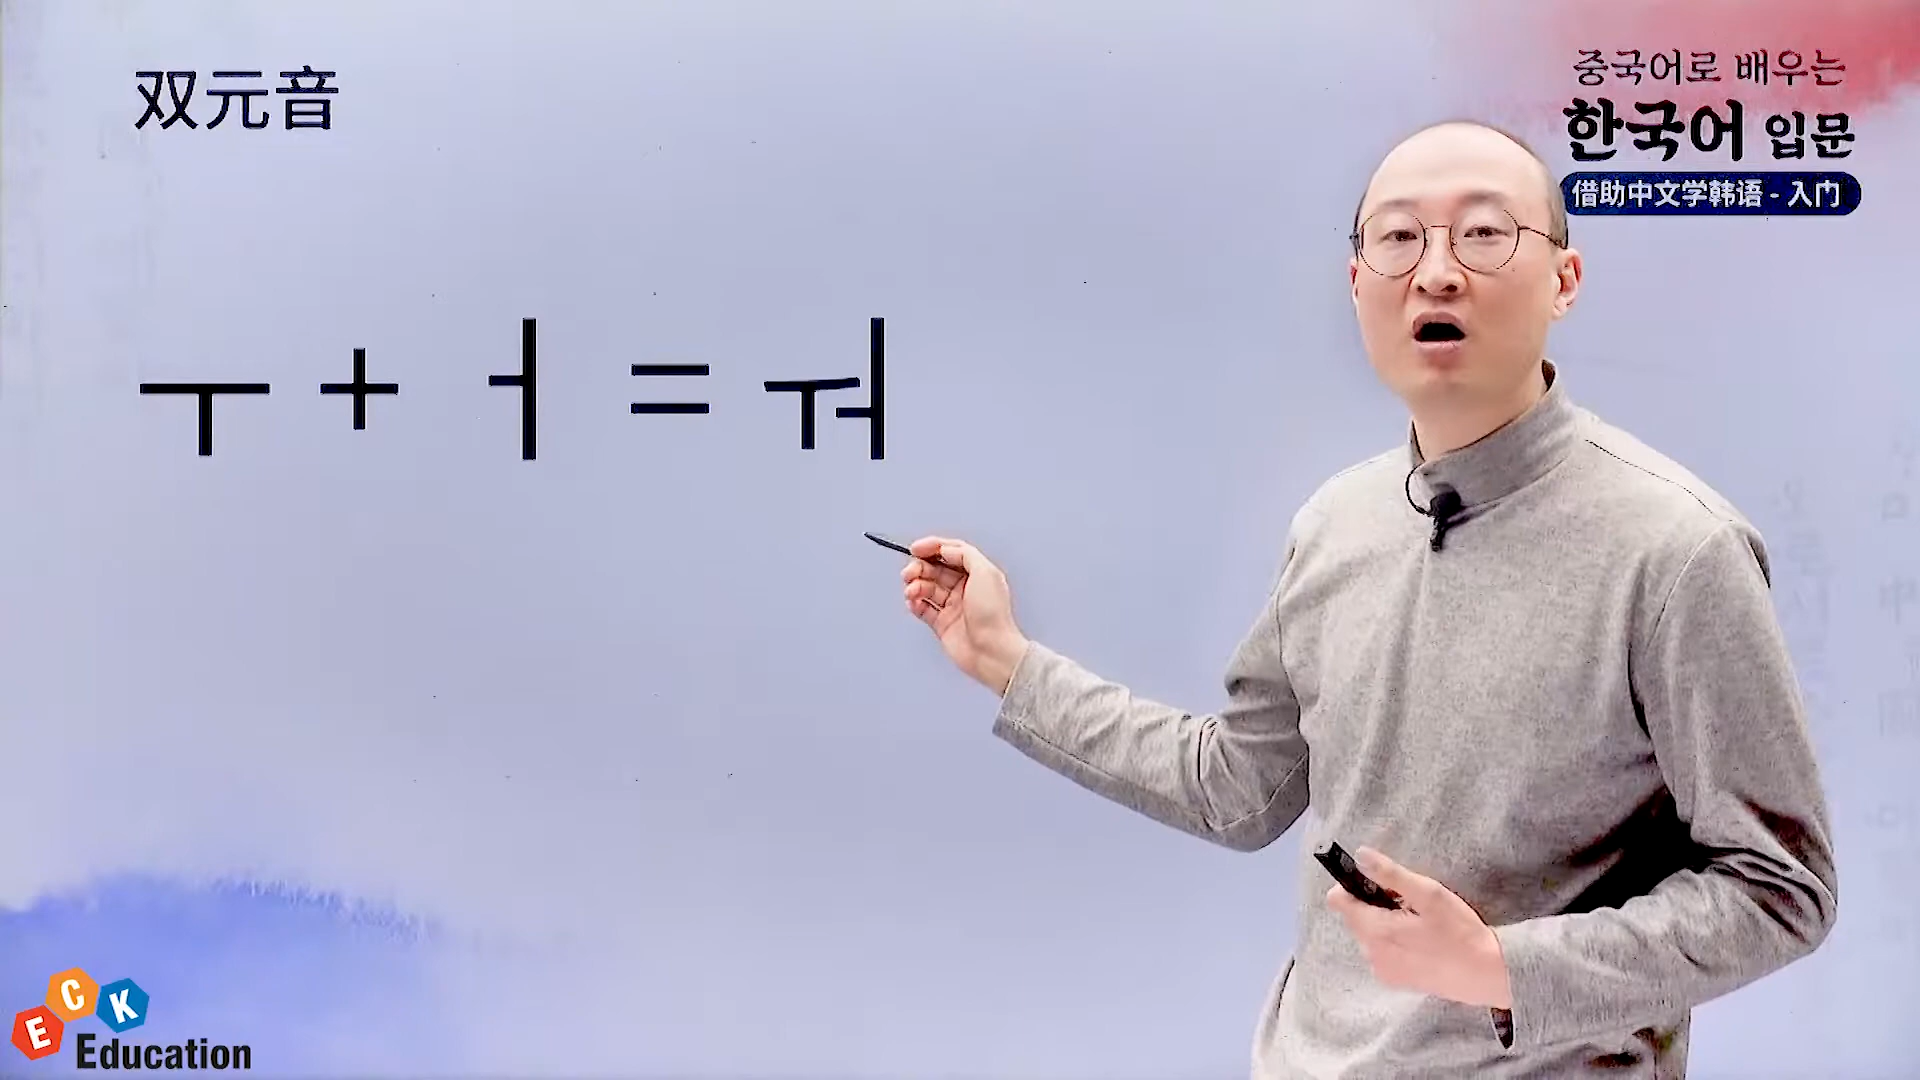 双元音
중국어로 배우는
한국어 입문
借助中文学韩语 - 入门
ㅜ + ㅓ = ㅝ
ECK
Education